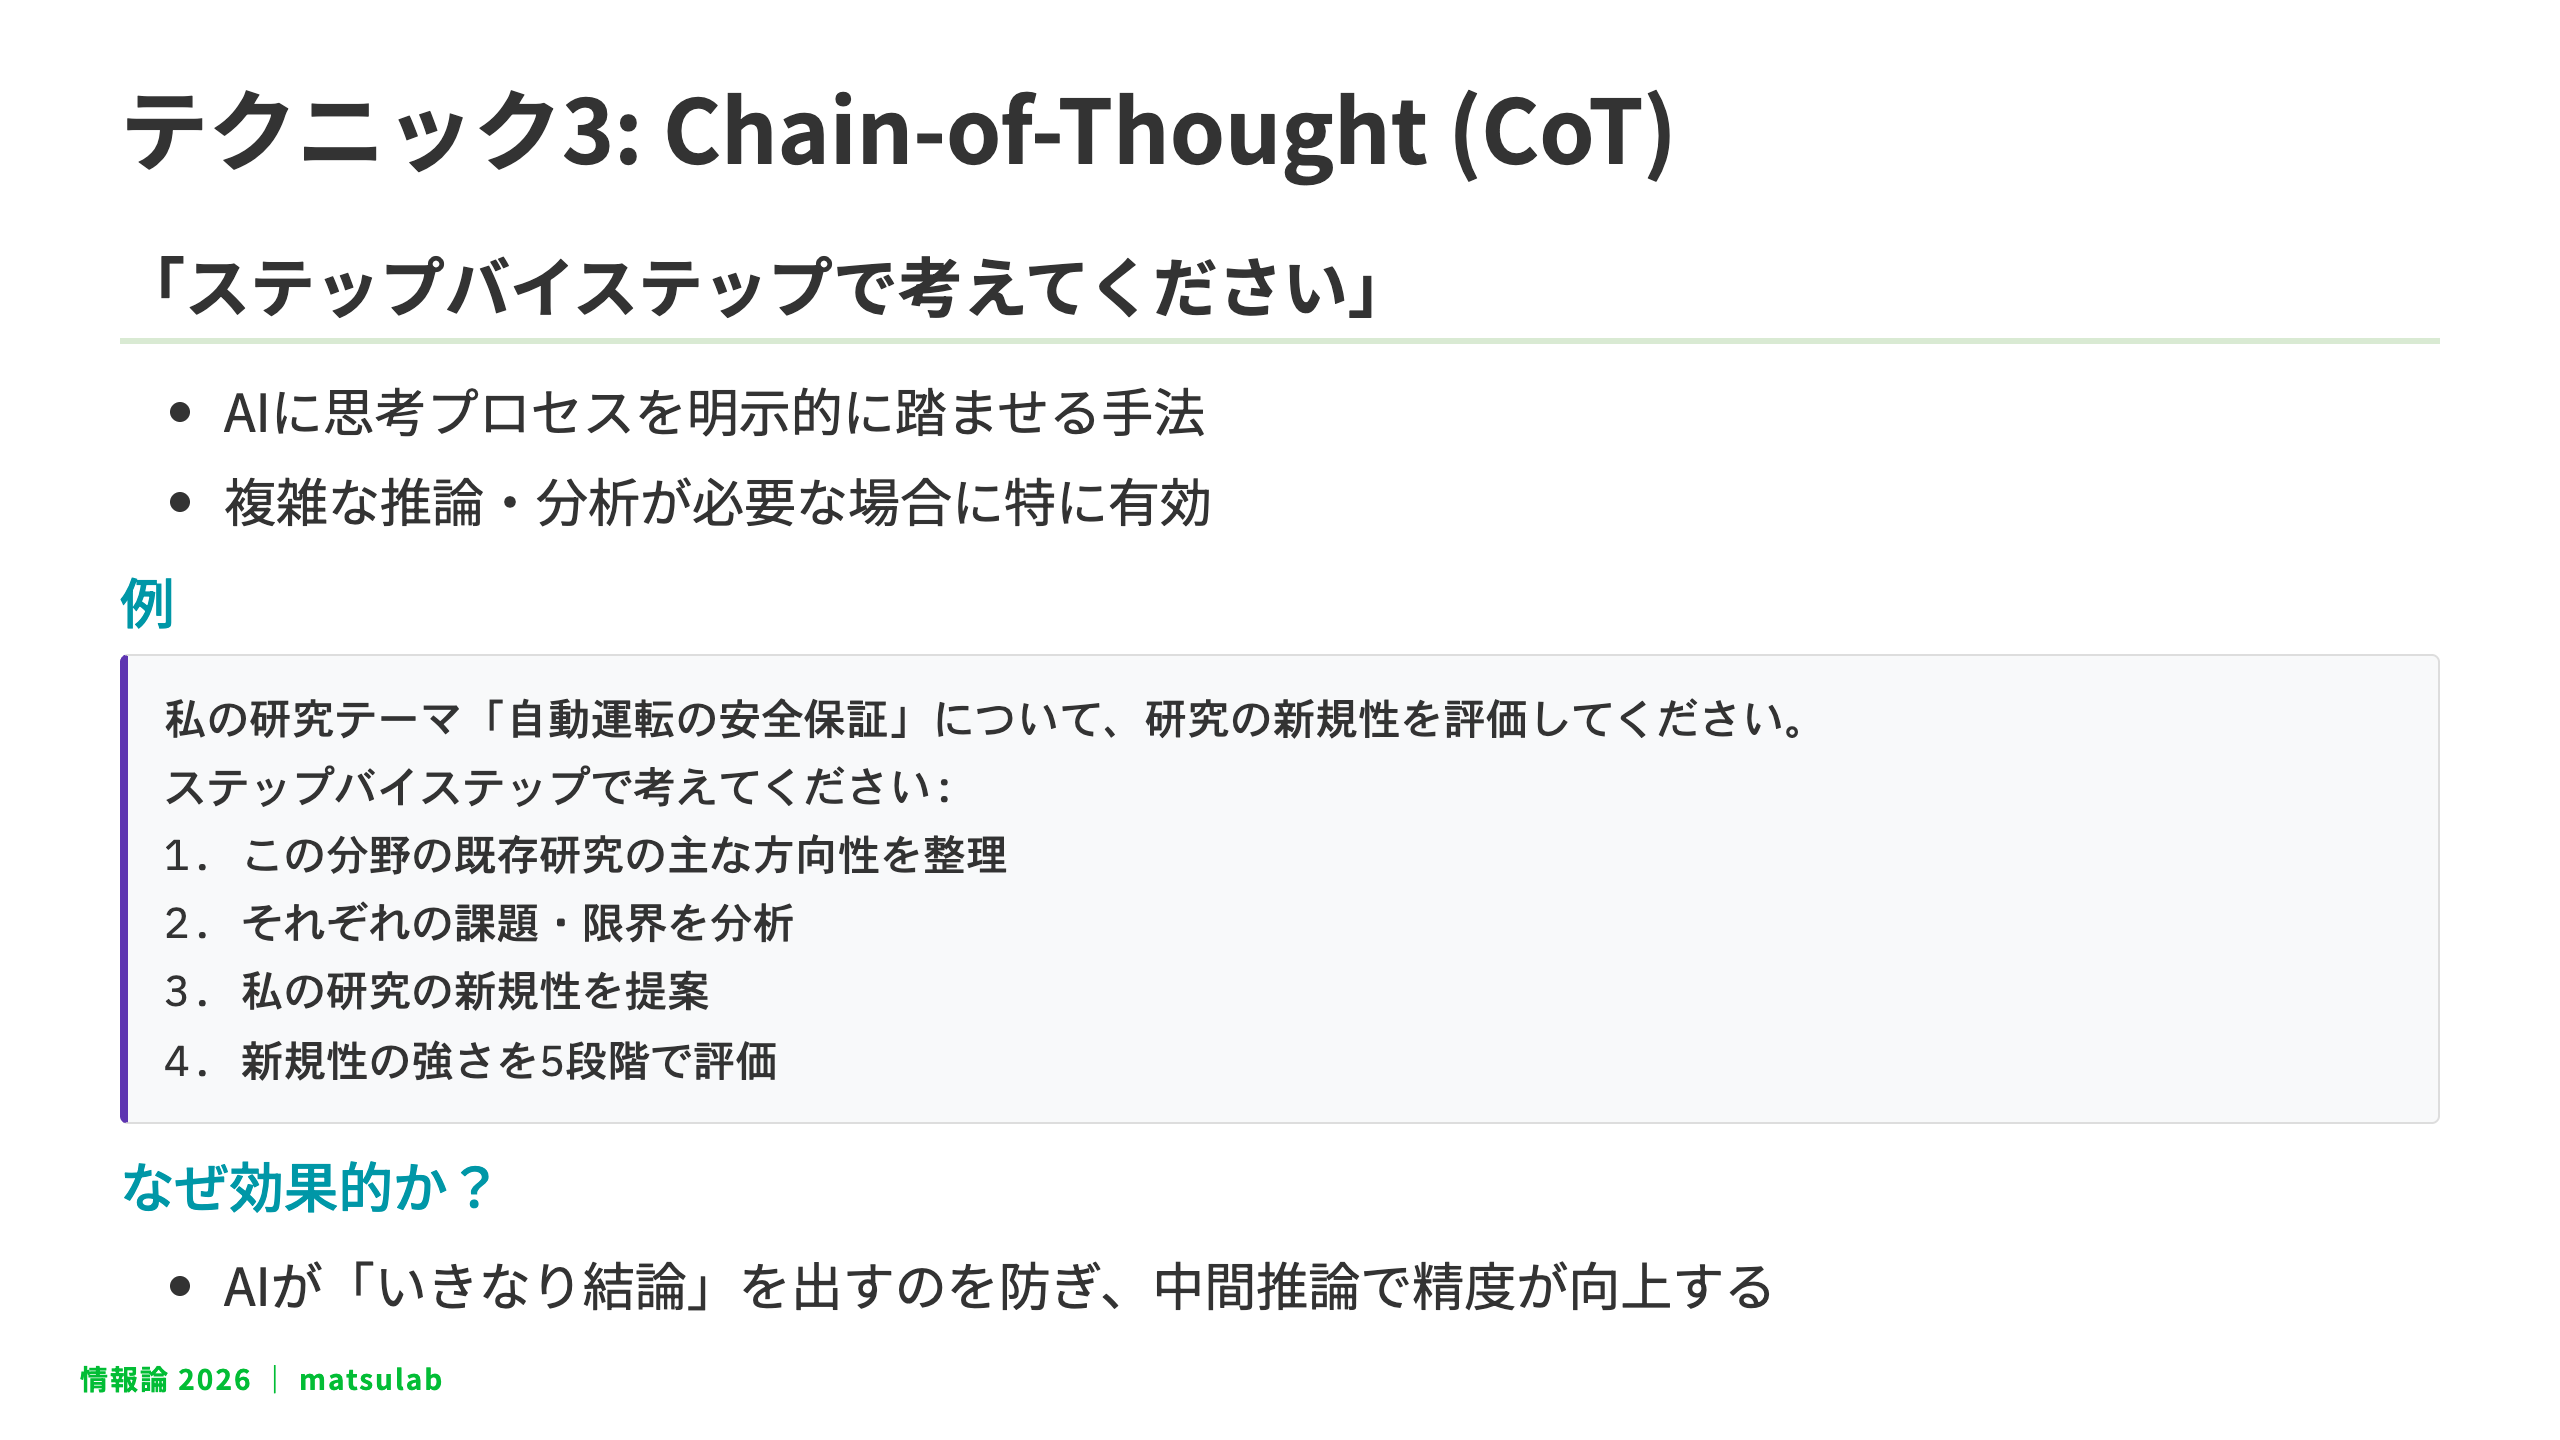 テクニック3: Chain-of-Thought (CoT)
「ステップバイステップで考えてください」
• AIに思考プロセスを明示的に踏ませる手法
• 複雑な推論・分析が必要な場合に特に有効
例
私の研究テーマ「自動運転の安全保証」について、研究の新規性を評価してください。
ステップバイステップで考えてください:
1. この分野の既存研究の主な方向性を整理
2. それぞれの課題・限界を分析
3. 私の研究の新規性を提案
4. 新規性の強さを5段階で評価
なぜ効果的か？
• AIが「いきなり結論」を出すのを防ぎ、中間推論で精度が向上する
情報論 2026 ｜ matsulab